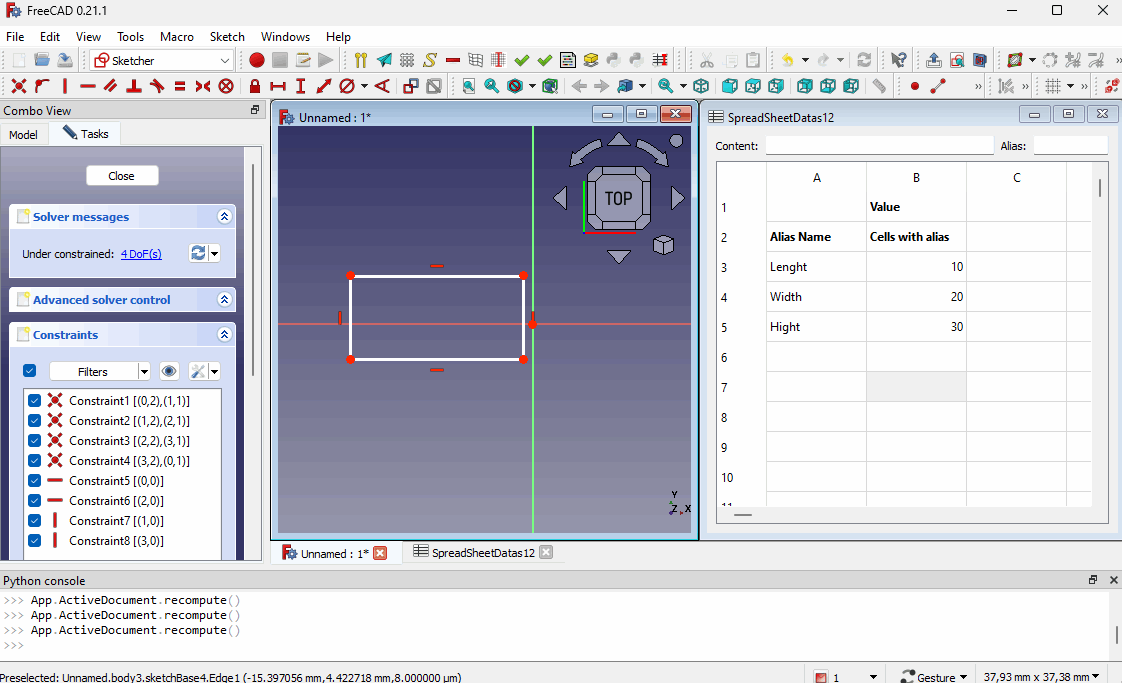 FreeCAD 0.21.1
File Edit View Tools Macro Sketch Windows Help
Sketcher
Combo View
Model Tasks
Close
Solver messages
Under constrained: 4 DoF(s)
Advanced solver control
Constraints
Filters
Constraint1 [(0,2),(1,1)]
Constraint2 [(1,2),(2,1)]
Constraint3 [(2,2),(3,1)]
Constraint4 [(3,2),(0,1)]
Constraint5 [(0,0)]
Constraint6 [(2,0)]
Constraint7 [(1,0)]
Constraint8 [(3,0)]
Unnamed : 1*
TOP
Y
Z X
Unnamed : 1* SpreadSheetDatas12
SpreadSheetDatas12
Content: Alias:
A B C
1 Value
2 Alias Name Cells with alias
3 Lenght 10
4 Width 20
5 Hight 30
6
7
8
9
10
11
Python console
>>> App.ActiveDocument.recompute()
>>> App.ActiveDocument.recompute()
>>> App.ActiveDocument.recompute()
>>>
Preselected: Unnamed.body3.sketchBase4.Edge1 (-15.397056 mm,4.422718 mm,8.000000 µm) 1 Gesture 37,93 mm x 37,38 mm